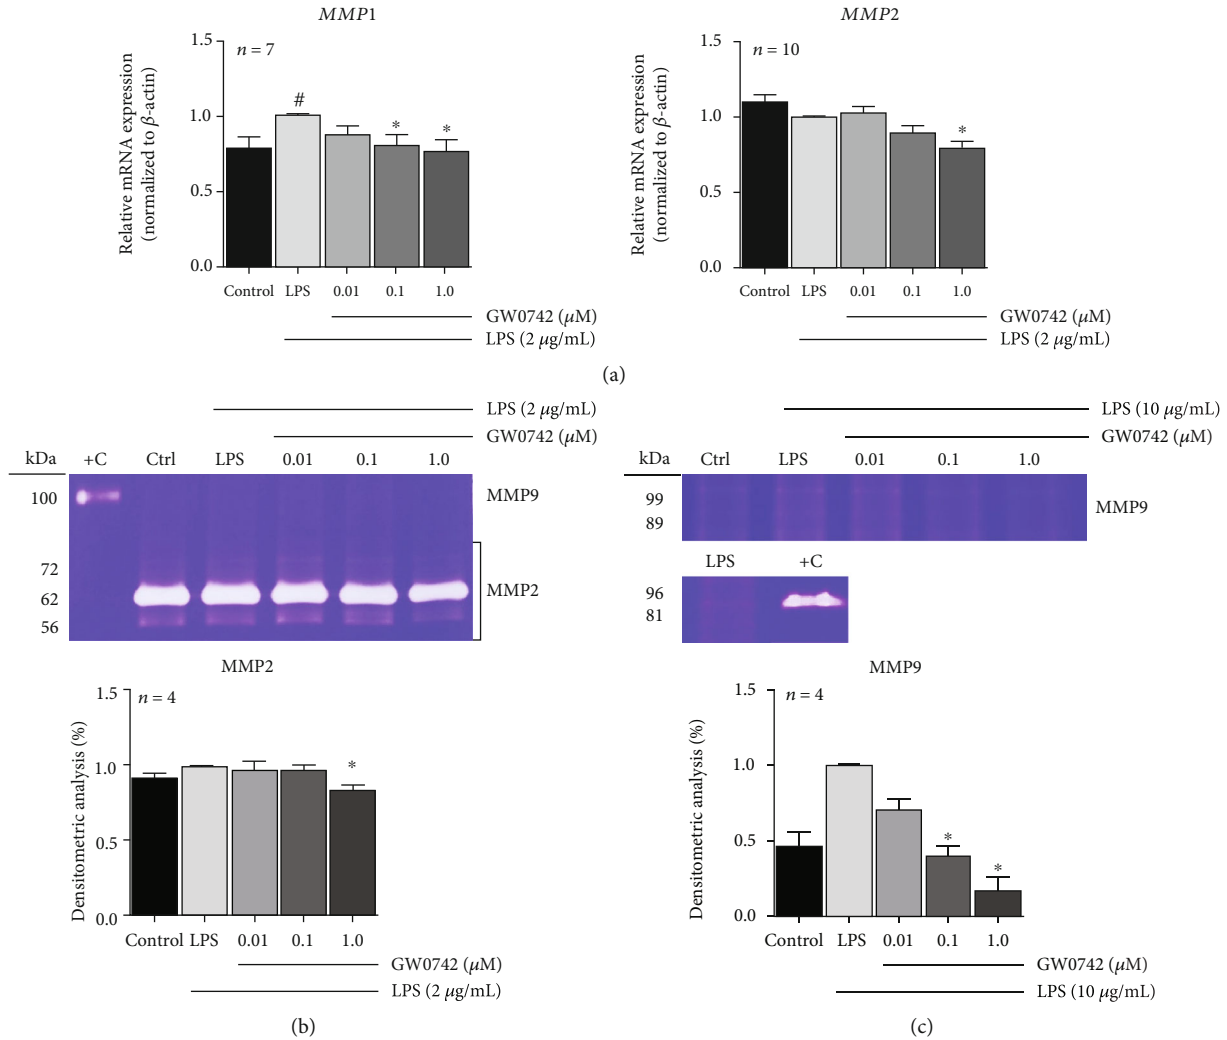 MMP1
1.5
1.0
0.5
0.0
Relative mRNA expression
(normalized to β-actin)
n = 7
#
*
*
Control LPS 0.01 0.1 1.0
GW0742 (μM)
LPS (2 μg/mL)
MMP2
1.5
1.0
0.5
0.0
Relative mRNA expression
(normalized to β-actin)
n = 10
*
Control LPS 0.01 0.1 1.0
GW0742 (μM)
LPS (2 μg/mL)
(a)
LPS (2 μg/mL)
GW0742 (μM)
kDa +C Ctrl LPS 0.01 0.1 1.0
100
MMP9
72
62
MMP2
56
MMP2
1.5
1.0
0.5
0.0
Densitometric analysis (%)
n = 4
*
Control LPS 0.01 0.1 1.0
GW0742 (μM)
LPS (2 μg/mL)
(b)
LPS (10 μg/mL)
GW0742 (μM)
kDa Ctrl LPS 0.01 0.1 1.0
99
89
MMP9
LPS +C
96
81
MMP9
1.5
1.0
0.5
0.0
Densitometric analysis (%)
n = 4
*
*
Control LPS 0.01 0.1 1.0
GW0742 (μM)
LPS (10 μg/mL)
(c)